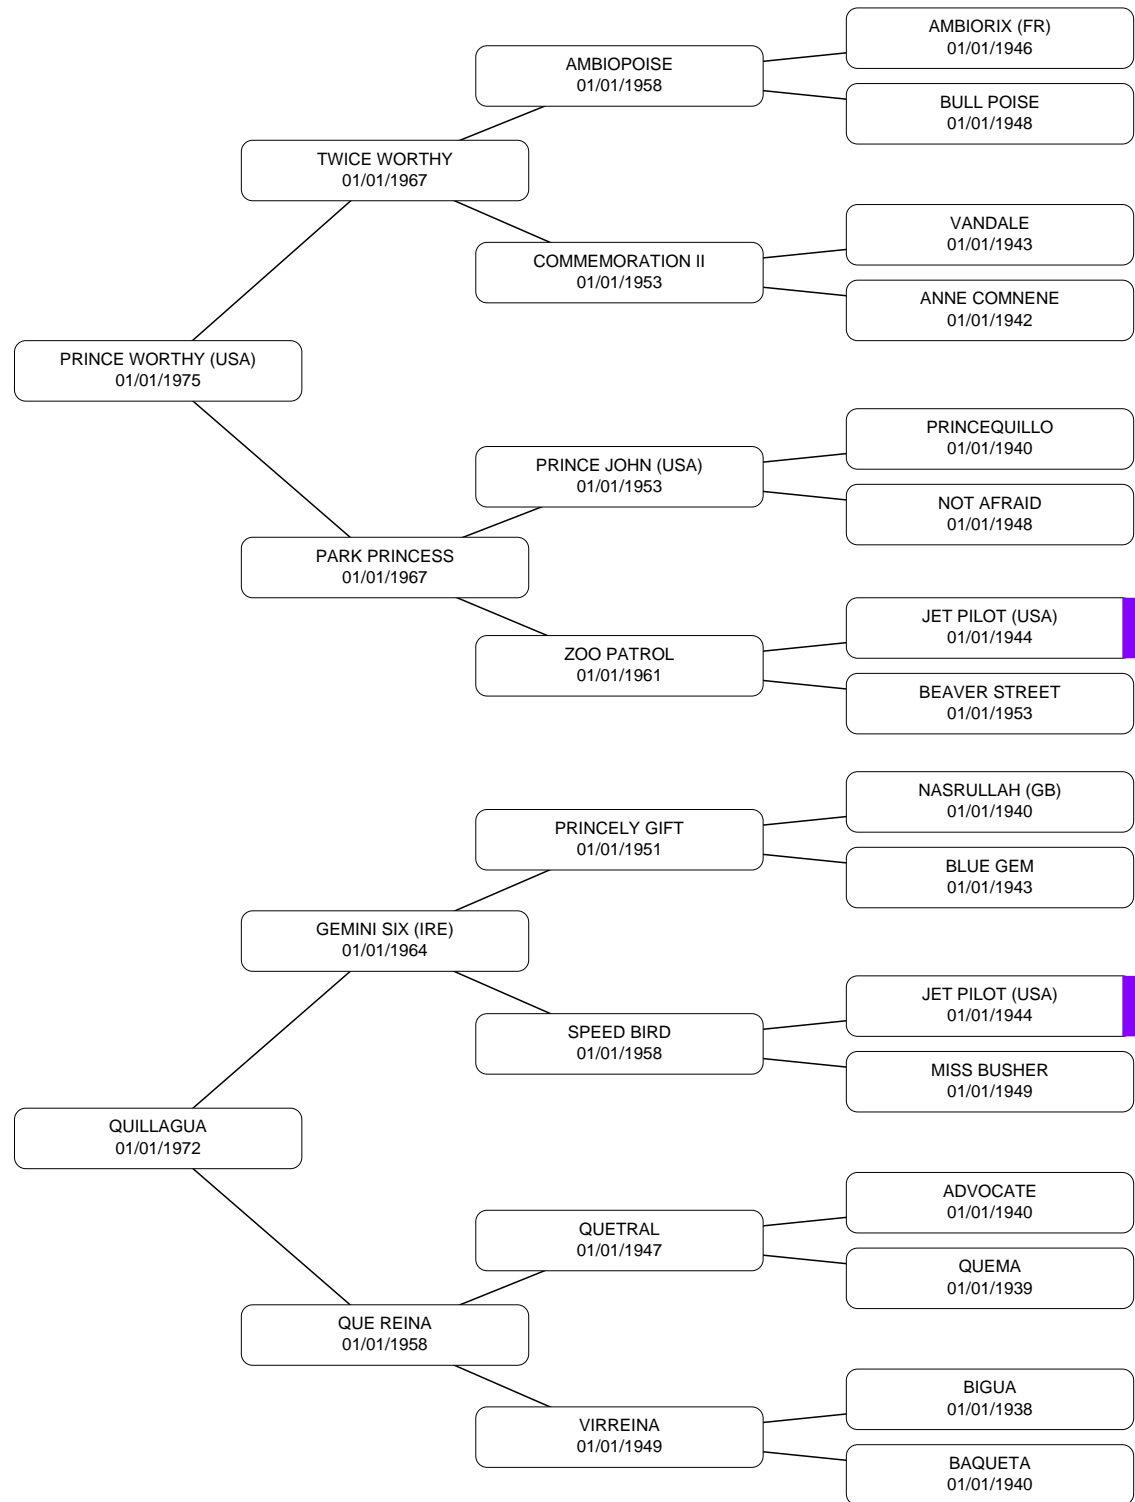 AMBIORIX (FR)
01/01/1946
AMBIOPOISE
01/01/1958
BULL POISE
01/01/1948
TWICE WORTHY
01/01/1967
VANDALE
01/01/1943
COMMEMORATION II
01/01/1953
ANNE COMNENE
01/01/1942
PRINCE WORTHY (USA)
01/01/1975
PRINCEQUILLO
01/01/1940
PRINCE JOHN (USA)
01/01/1953
NOT AFRAID
01/01/1948
PARK PRINCESS
01/01/1967
JET PILOT (USA)
01/01/1944
ZOO PATROL
01/01/1961
BEAVER STREET
01/01/1953
NASRULLAH (GB)
01/01/1940
PRINCELY GIFT
01/01/1951
BLUE GEM
01/01/1943
GEMINI SIX (IRE)
01/01/1964
JET PILOT (USA)
01/01/1944
SPEED BIRD
01/01/1958
MISS BUSHER
01/01/1949
QUILLAGUA
01/01/1972
ADVOCATE
01/01/1940
QUETRAL
01/01/1947
QUEMA
01/01/1939
QUE REINA
01/01/1958
BIGUA
01/01/1938
VIRREINA
01/01/1949
BAQUETA
01/01/1940